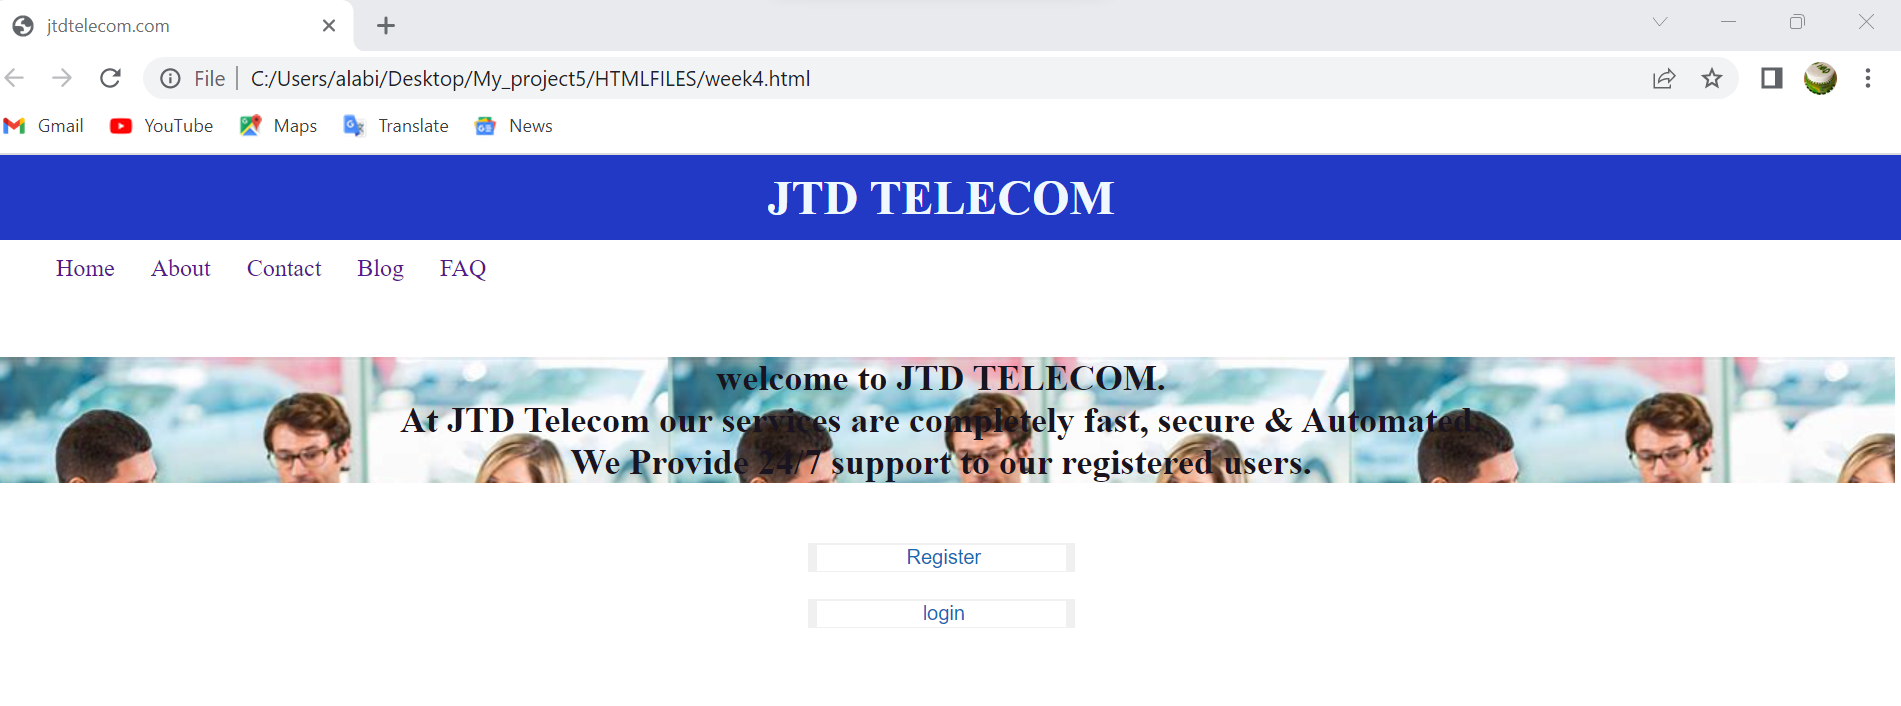 jtdtelecom.com
File C:/Users/alabi/Desktop/My_project5/HTMLFILES/week4.html
Gmail YouTube Maps Translate News
JTD TELECOM
Home About Contact Blog FAQ
welcome to JTD TELECOM.
At JTD Telecom our services are completely fast, secure & Automated.
We Provide 24/7 support to our registered users.
Register
login